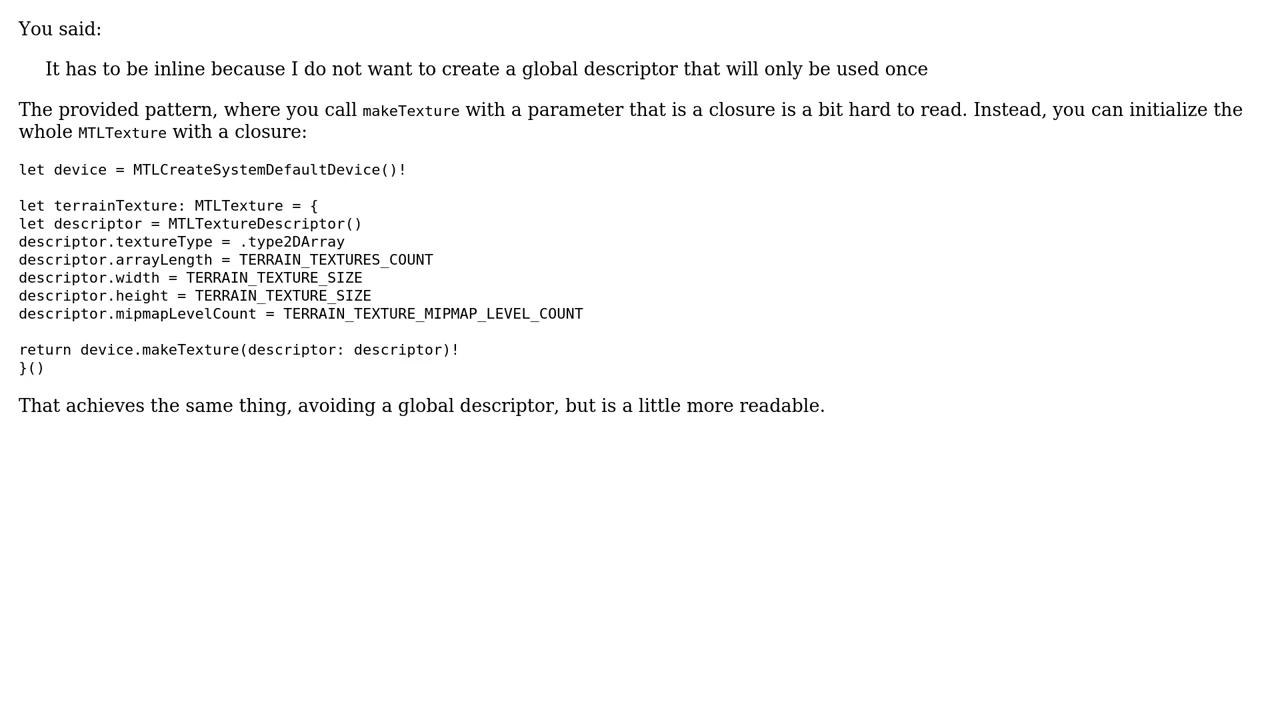 You said:
It has to be inline because I do not want to create a global descriptor that will only be used once
The provided pattern, where you call makeTexture with a parameter that is a closure is a bit hard to read. Instead, you can initialize the
whole MTLTexture with a closure:
let device = MTLCreateSystemDefaultDevice()!
let terrainTexture: MTLTexture = {
let descriptor = MTLTextureDescriptor()
descriptor.textureType = .type2DArray
descriptor.arrayLength = TERRAIN_TEXTURES_COUNT
descriptor.width = TERRAIN_TEXTURE_SIZE
descriptor.height = TERRAIN_TEXTURE_SIZE
descriptor.mipmapLevelCount = TERRAIN_TEXTURE_MIPMAP_LEVEL_COUNT
return device.makeTexture(descriptor: descriptor)!
}()
That achieves the same thing, avoiding a global descriptor, but is a little more readable.